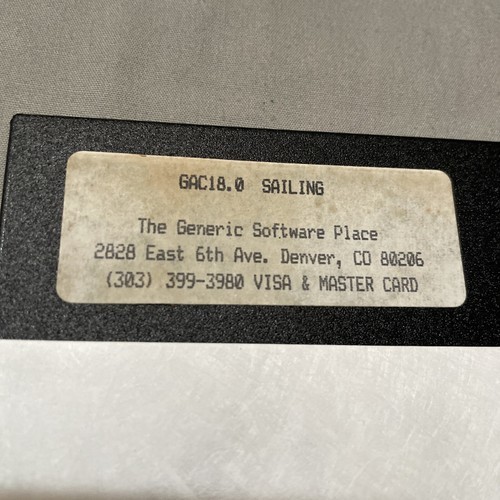 GAC18.0 SAILING
The Generic Software Place
2828 East 6th Ave. Denver, CO 80206
(303) 399-3980 VISA & MASTER CARD